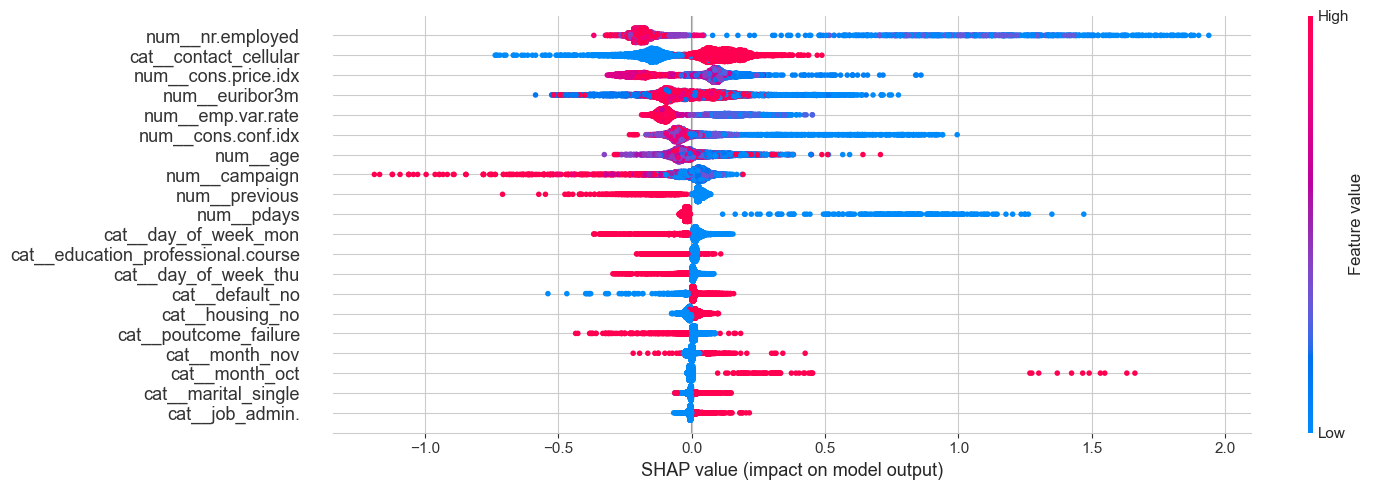 num__nr.employed
cat__contact_cellular
num__cons.price.idx
num__euribor3m
num__emp.var.rate
num__cons.conf.idx
num__age
num__campaign
num__previous
num__pdays
cat__day_of_week_mon
cat__education_professional.course
cat__day_of_week_thu
cat__default_no
cat__housing_no
cat__poutcome_failure
cat__month_nov
cat__month_oct
cat__marital_single
cat__job_admin.
−1.0 −0.5 0.0 0.5 1.0 1.5 2.0
SHAP value (impact on model output)
High
Feature value
Low